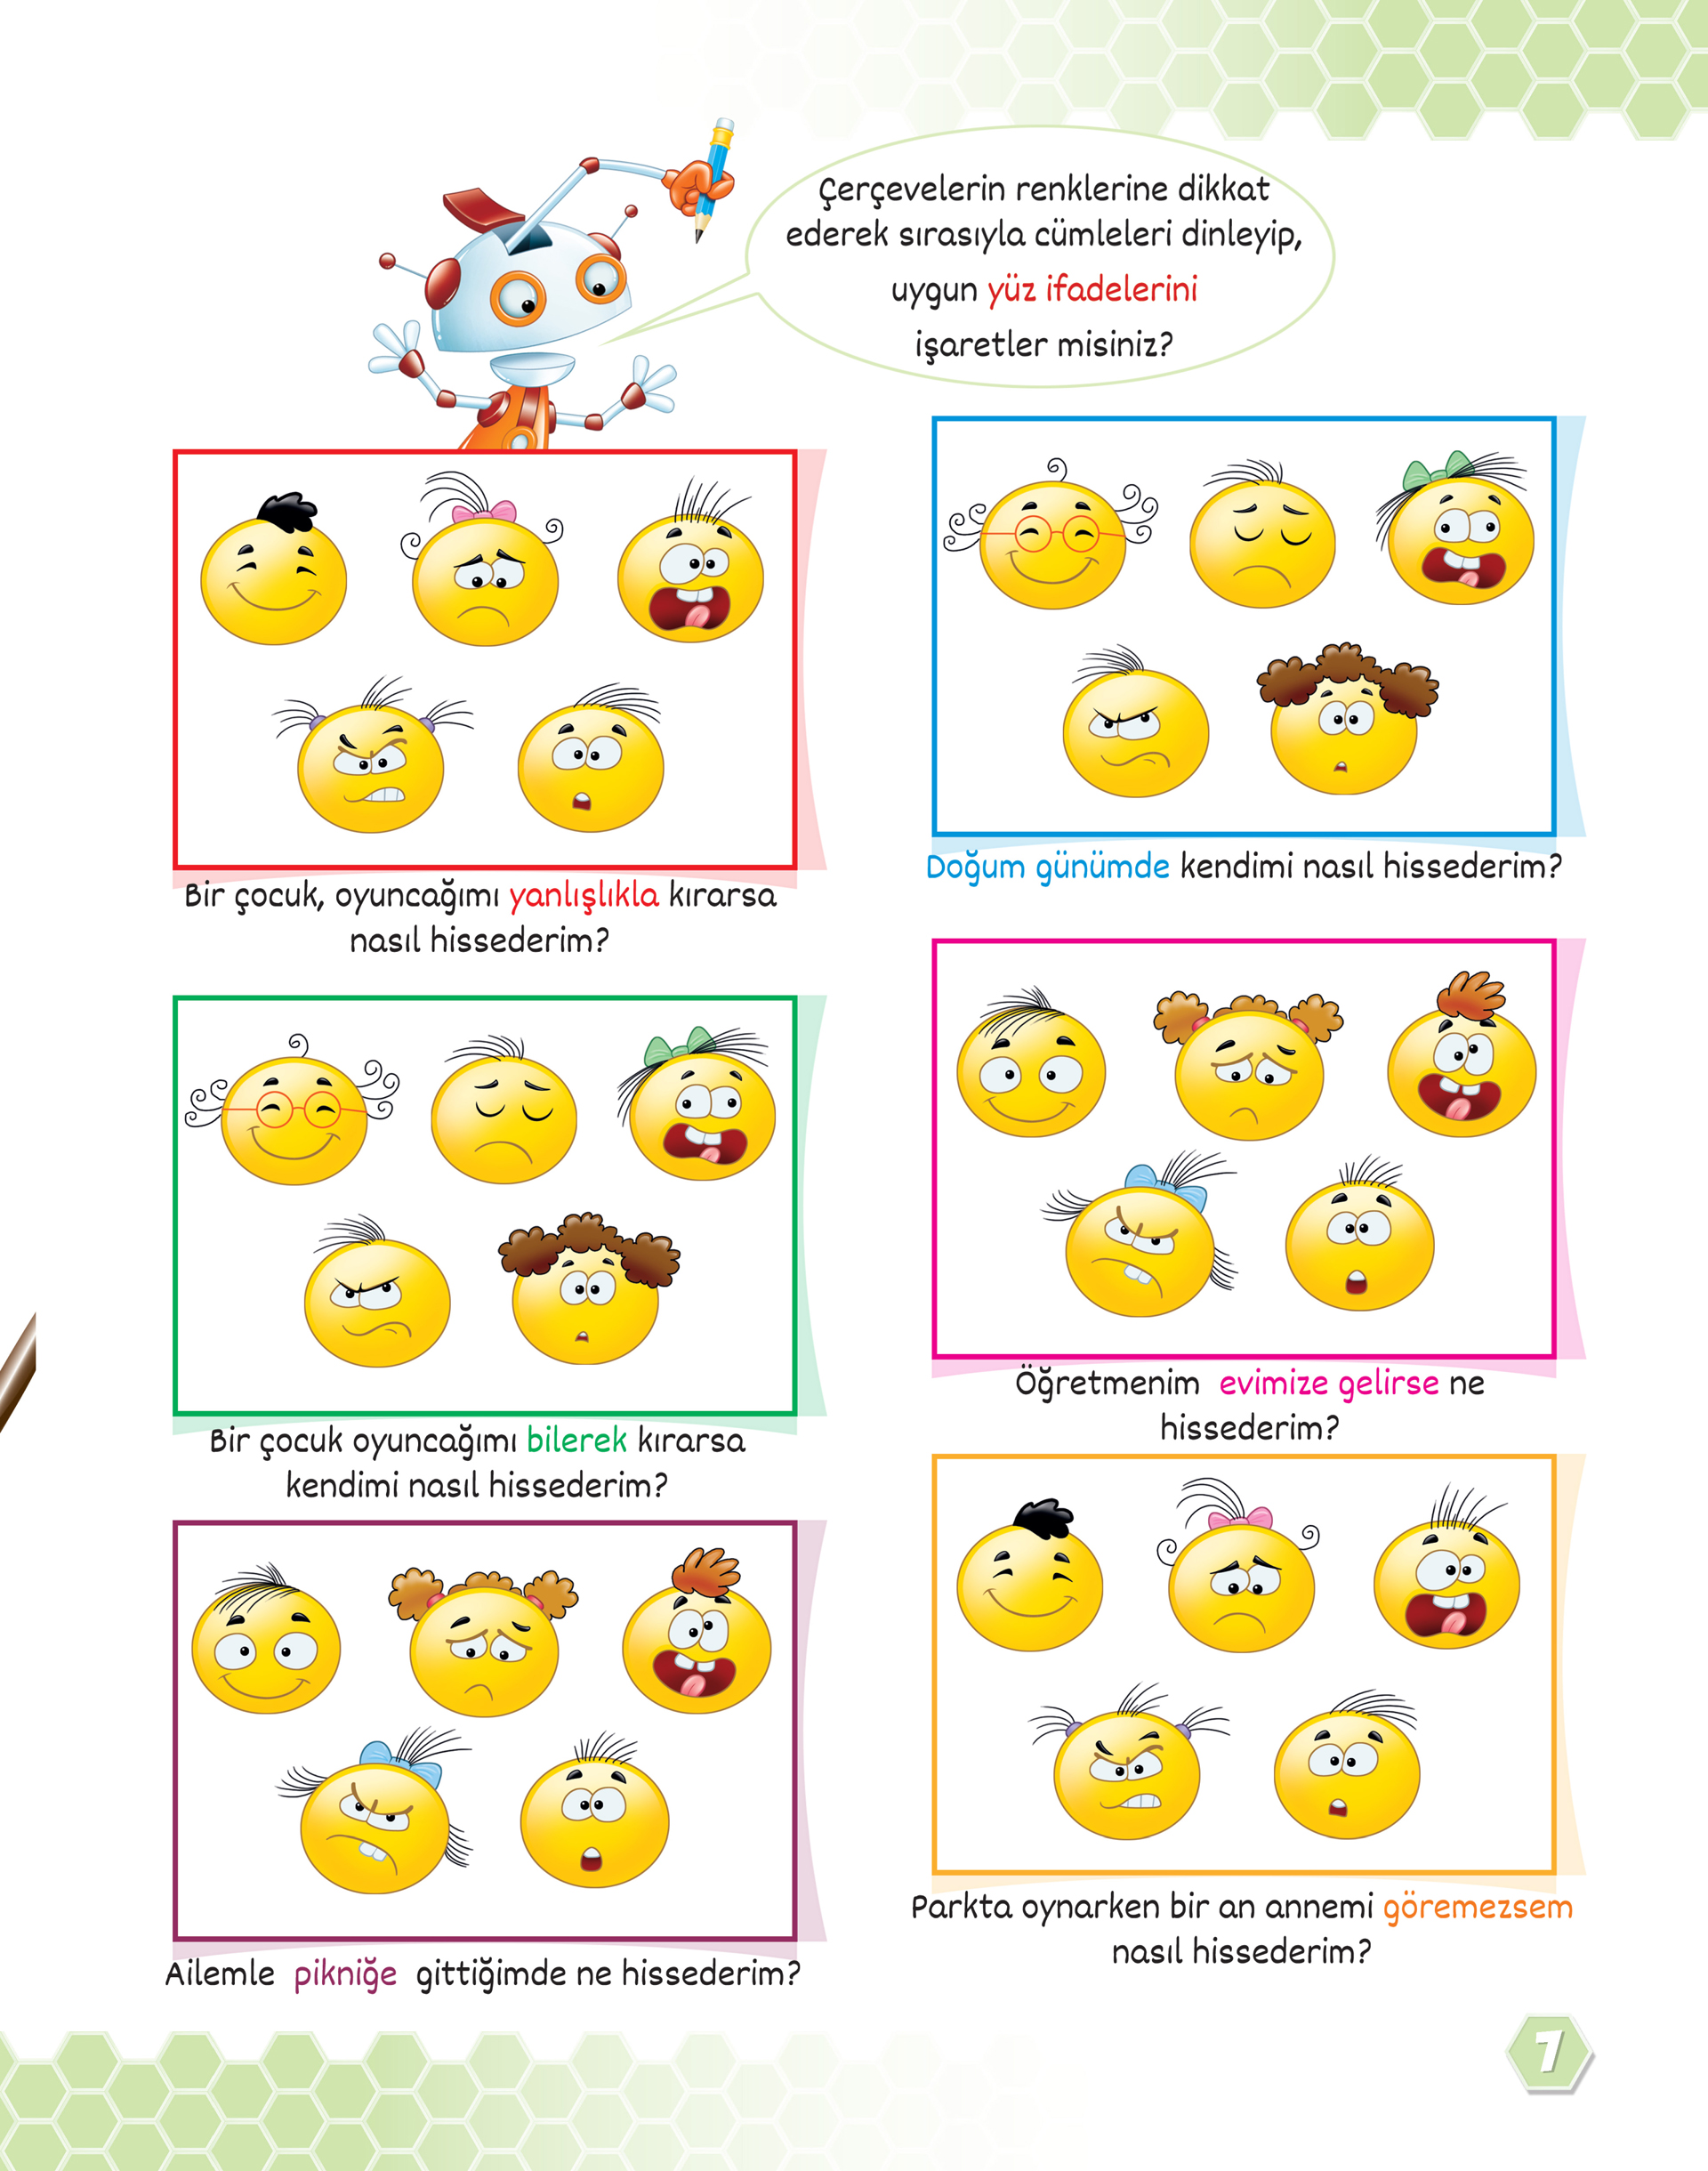 Çerçevelerin renklerine dikkat
ederek sırasıyla cümleleri dinleyip,
uygun yüz ifadelerini
işaretler misiniz?
Bir çocuk, oyuncağımı yanlışlıkla kırarsa
nasıl hissederim?
Doğum günümde kendimi nasıl hissederim?
Bir çocuk oyuncağımı bilerek kırarsa
kendimi nasıl hissederim?
Öğretmenim evimize gelirse ne
hissederim?
Ailemle pikniğe gittiğimde ne hissederim?
Parkta oynarken bir an annemi göremezsem
nasıl hissederim?
7